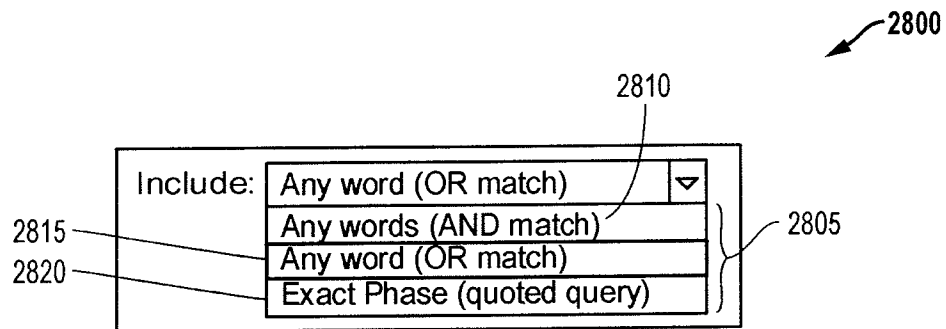 2800
2810
Include: Any word (OR match)
Any words (AND match)
2805
2815
Any word (OR match)
2820
Exact Phase (quoted query)